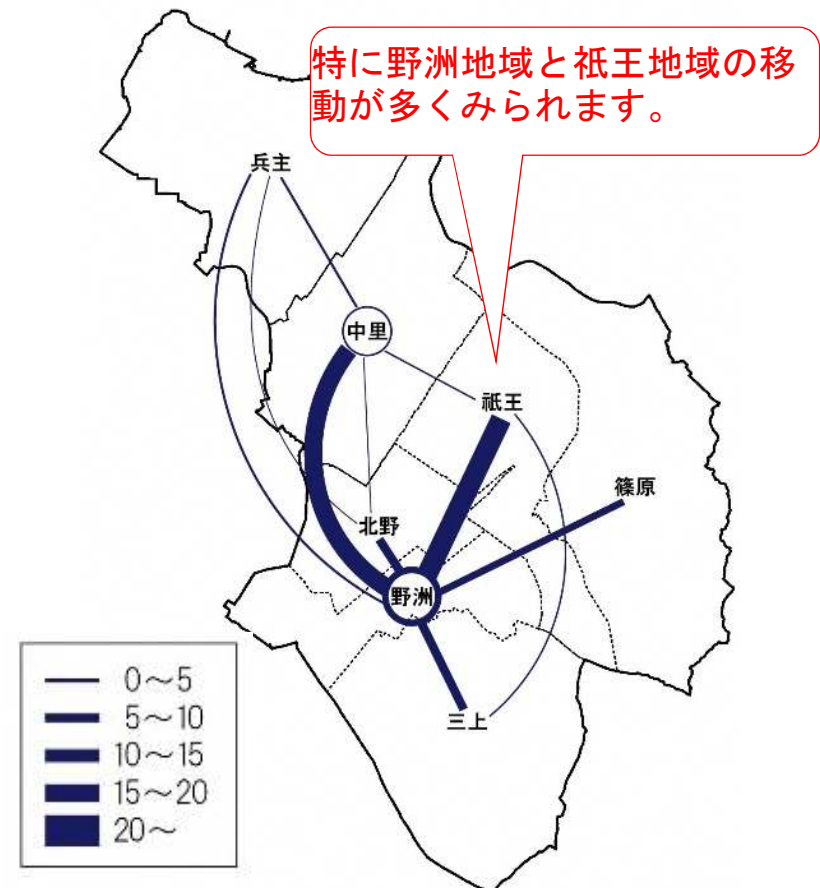 特に野洲地域と祇王地域の移
動が多くみられます。
兵主
中里
祇王
篠原
北野
野洲
三上
0～5
5～10
10～15
15～20
20～